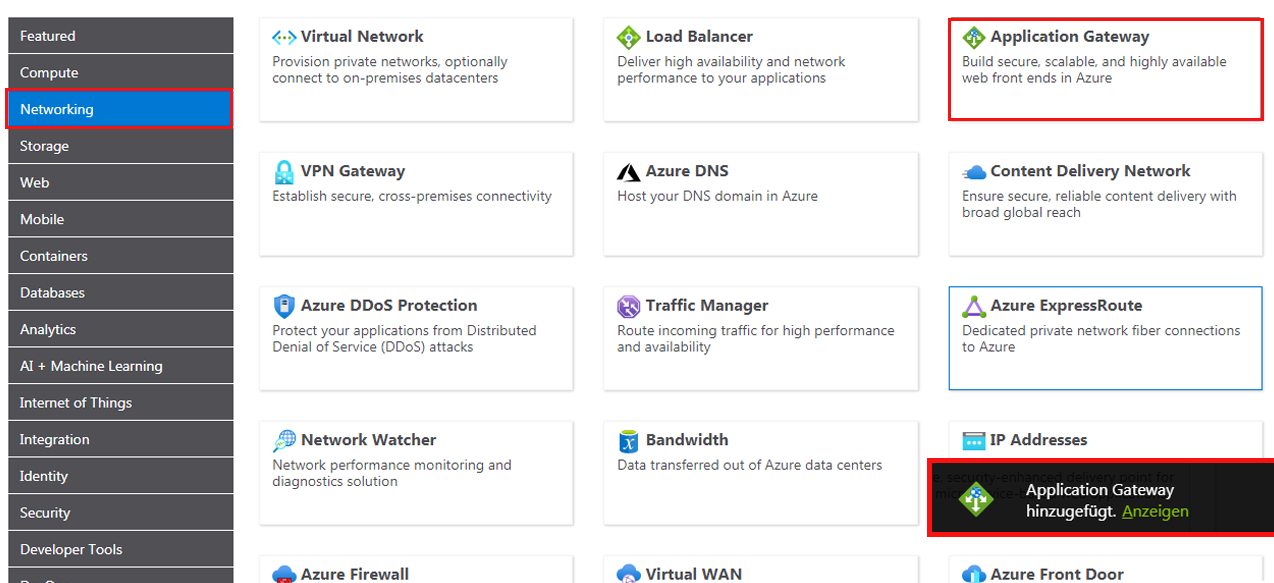 Featured
Compute
Networking
Storage
Web
Mobile
Containers
Databases
Analytics
AI + Machine Learning
Internet of Things
Integration
Identity
Security
Developer Tools
Virtual Network
Provision private networks, optionally
connect to on-premises datacenters
Load Balancer
Deliver high availability and network
performance to your applications
Application Gateway
Build secure, scalable, and highly available
web front ends in Azure
VPN Gateway
Establish secure, cross-premises connectivity
Azure DNS
Host your DNS domain in Azure
Content Delivery Network
Ensure secure, reliable content delivery with
broad global reach
Azure DDoS Protection
Protect your applications from Distributed
Denial of Service (DDoS) attacks
Traffic Manager
Route incoming traffic for high performance
and availability
Azure ExpressRoute
Dedicated private network fiber connections
to Azure
Network Watcher
Network performance monitoring and
diagnostics solution
Bandwidth
Data transferred out of Azure data centers
IP Addresses
security-enhanced delivery point for
Application Gateway
hinzugefügt. Anzeigen
Azure Firewall
Virtual WAN
Azure Front Door